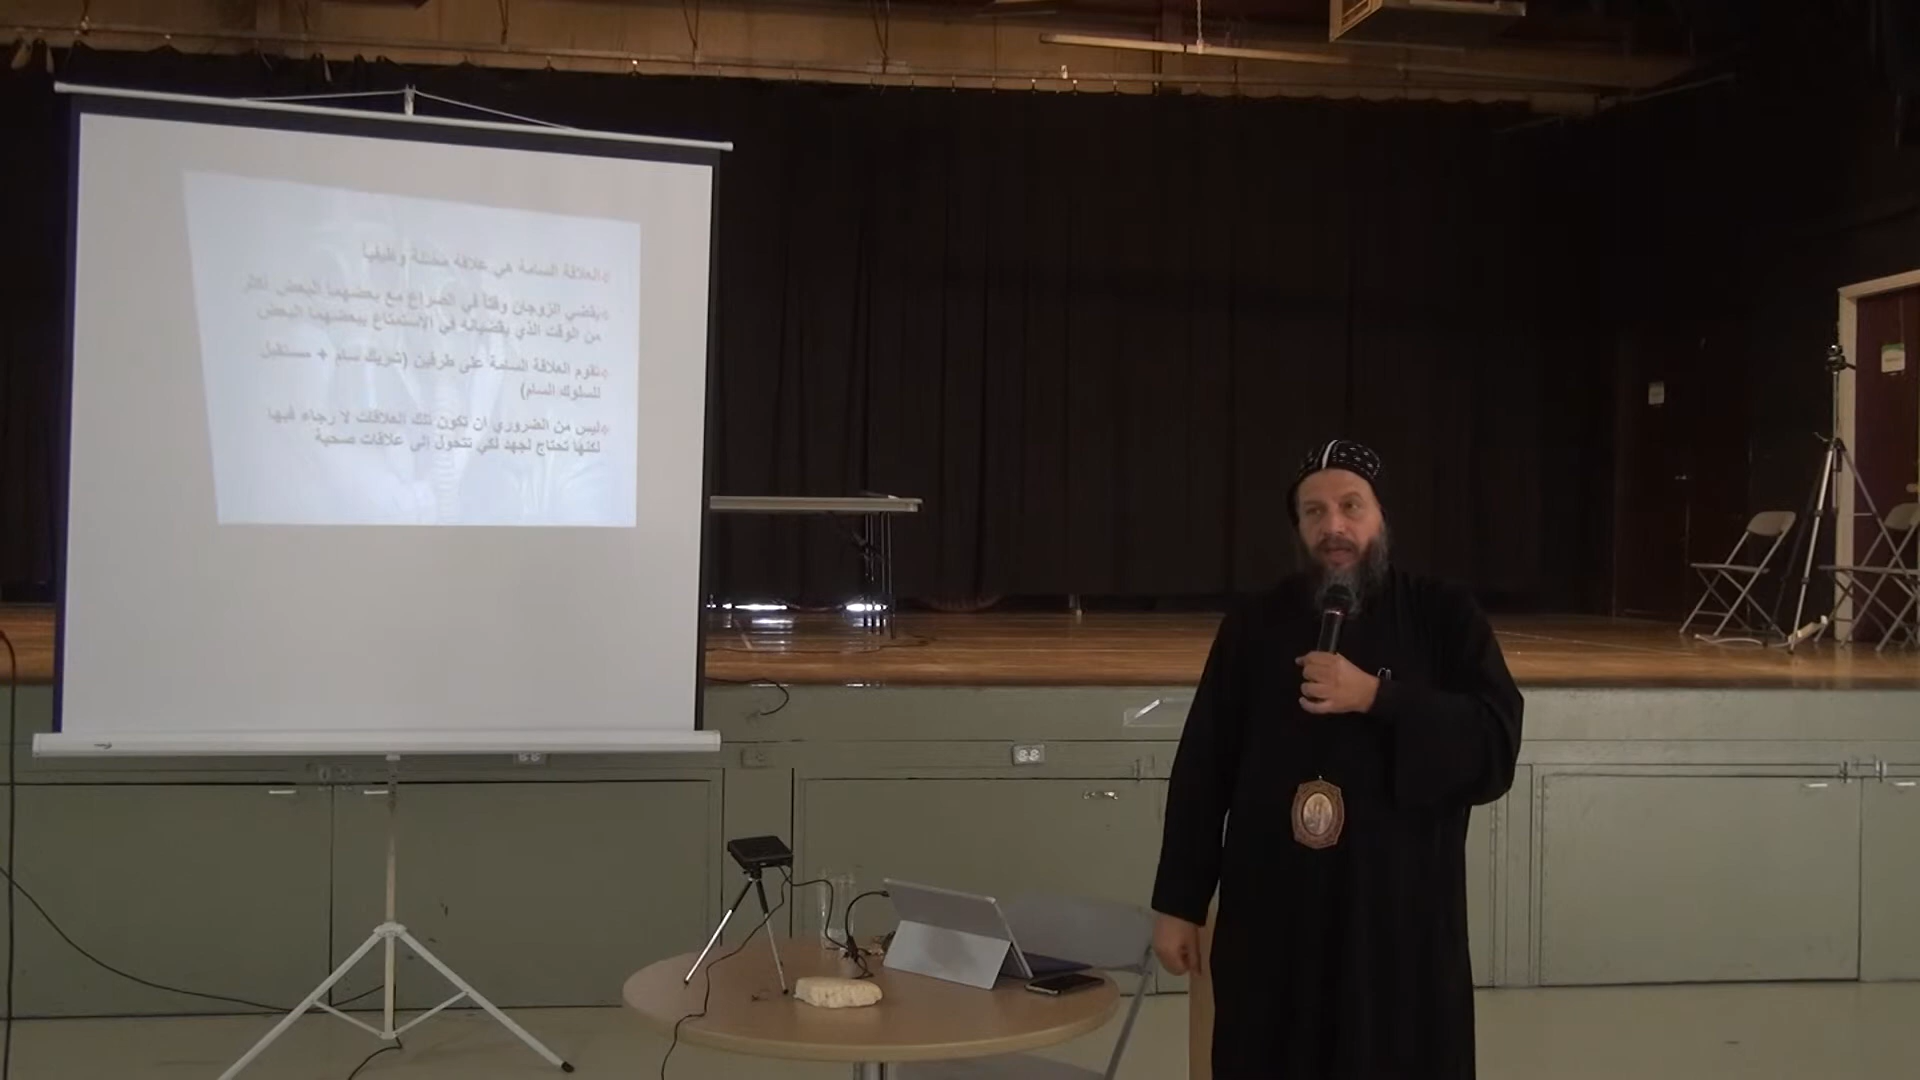 العلاقة السامة هي علاقة مختلة وظيفيا
يقضي الزوجان وقتاً في الصراع مع بعضهما البعض أكثر
من الوقت الذي يقضيانه في الاستمتاع ببعضهما البعض
تقوم العلاقة السامة على طرفين (شريك سام + مستقبل
للسلوك السام)
ليس من الضروري ان تكون تلك العلاقات لا رجاء فيها
لكنها تحتاج لجهد لكي تتحول إلى علاقات صحية